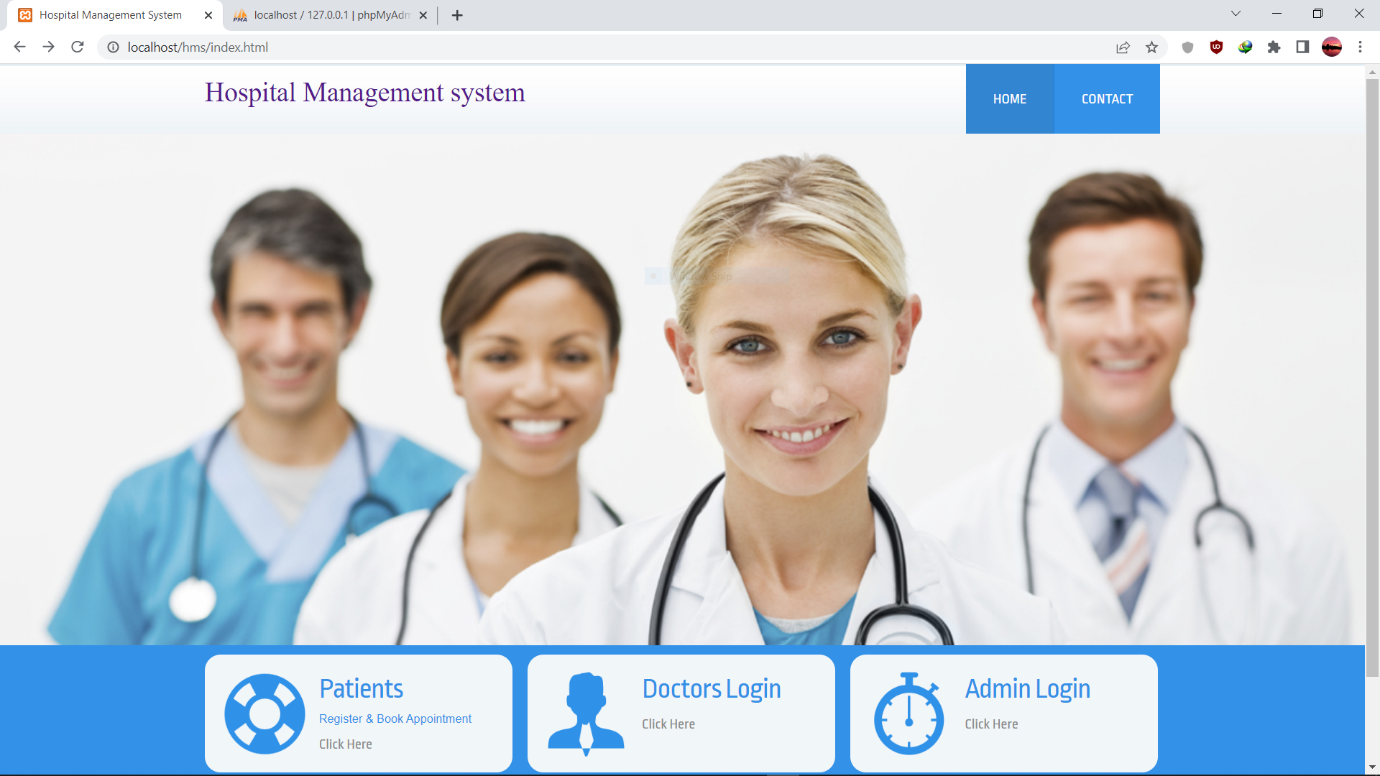 Hospital Management System
localhost / 127.0.0.1 | phpMyAdm
localhost/hms/index.html
Hospital Management system
HOME
CONTACT
Patients
Register & Book Appointment
Click Here
Doctors Login
Click Here
Admin Login
Click Here